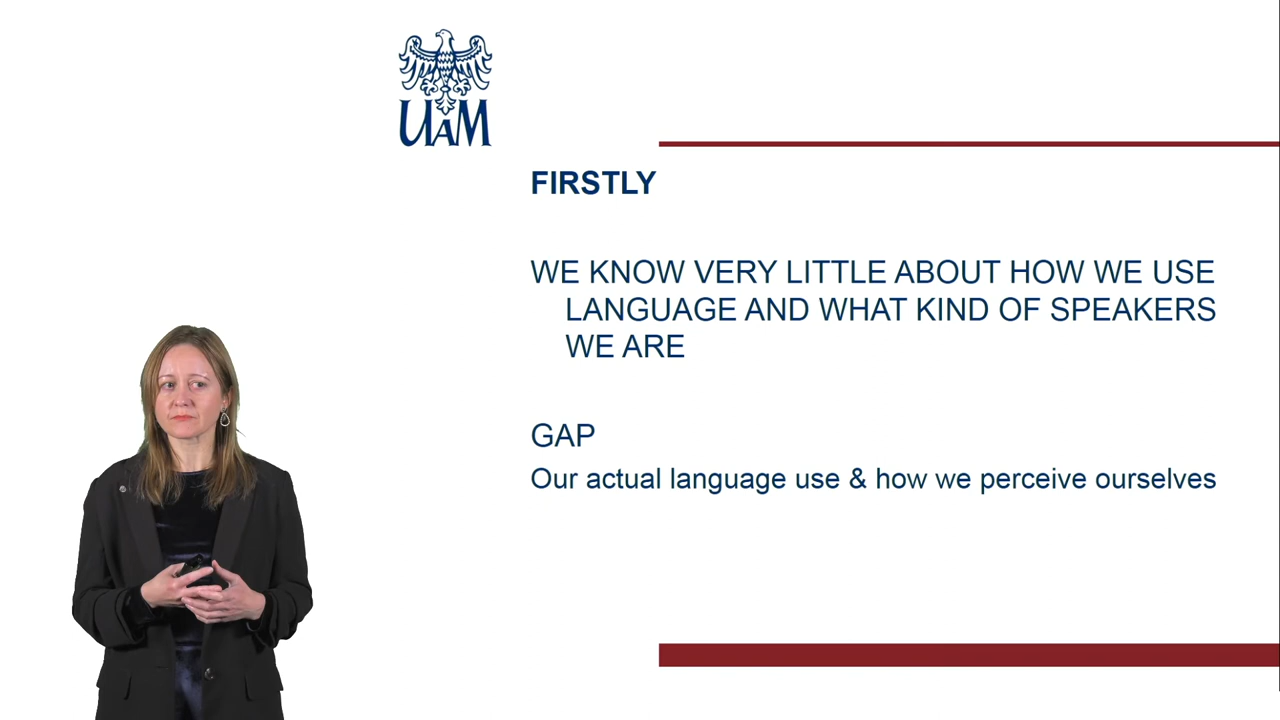 UAM
FIRSTLY
WE KNOW VERY LITTLE ABOUT HOW WE USE
LANGUAGE AND WHAT KIND OF SPEAKERS
WE ARE
GAP
Our actual language use & how we perceive ourselves